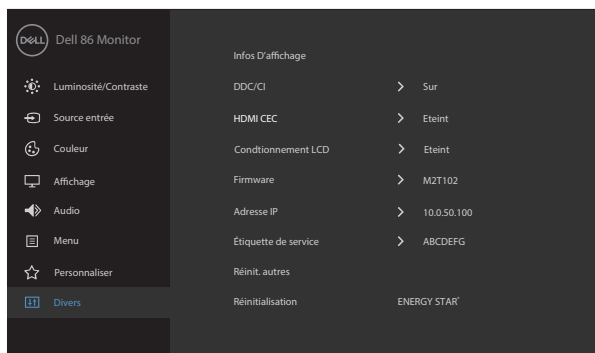 DELL Dell 86 Monitor
Infos D'affichage
Luminosité/Contraste DDC/CI > Sur
Source entrée HDMI CEC > Eteint
Couleur Condtionnement LCD > Eteint
Affichage Firmware > M2T102
Audio Adresse IP > 10.0.50.100
Menu Étiquette de service > ABCDEFG
Personnaliser Réinit. autres
Divers Réinitialisation ENERGY STAR®